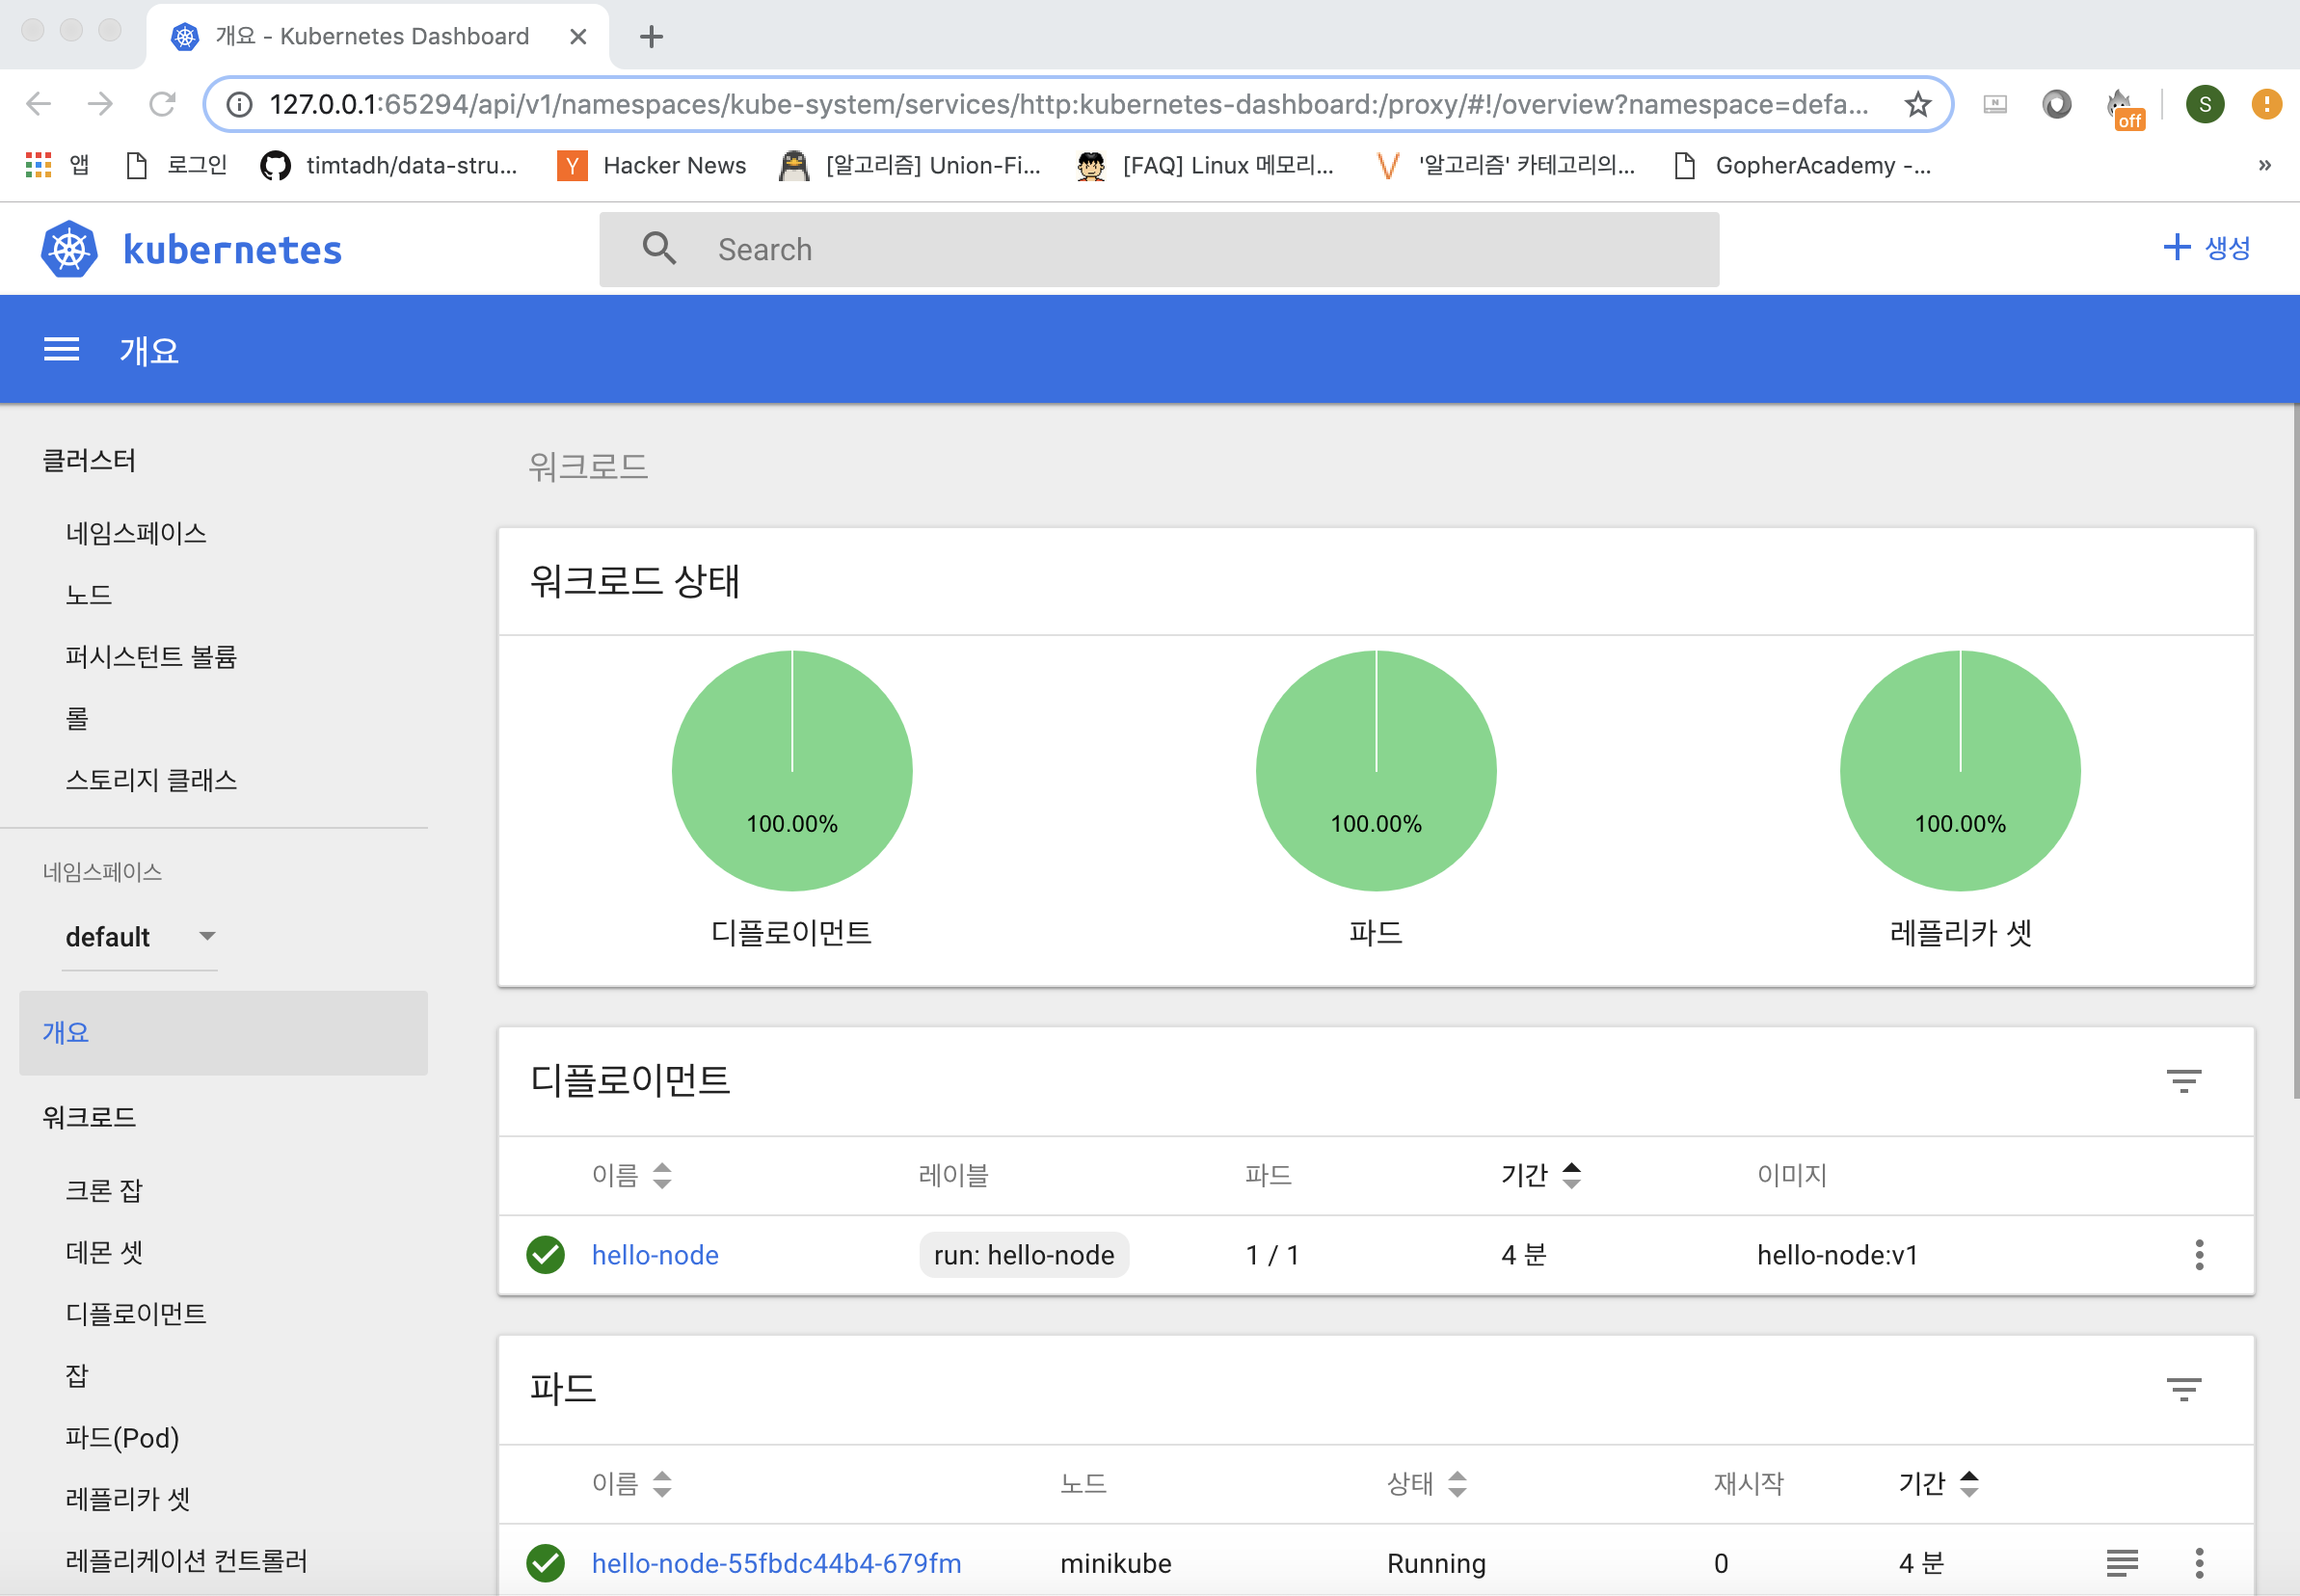 개요 - Kubernetes Dashboard
127.0.0.1:65294/api/v1/namespaces/kube-system/services/http:kubernetes-dashboard:/proxy/#!/overview?namespace=defa...
N
off
S
앱 로그인 timtadh/data-stru... Y Hacker News [알고리즘] Union-Fi... [FAQ] Linux 메모리... '알고리즘' 카테고리의... GopherAcademy -... »
kubernetes
Search
생성
개요
클러스터
네임스페이스
노드
퍼시스턴트 볼륨
롤
스토리지 클래스
네임스페이스
default
개요
워크로드
크론 잡
데몬 셋
디플로이먼트
잡
파드(Pod)
레플리카 셋
레플리케이션 컨트롤러
워크로드
워크로드 상태
100.00% 100.00% 100.00%
디플로이먼트 파드 레플리카 셋
디플로이먼트
이름 레이블 파드 기간 이미지
hello-node run: hello-node 1 / 1 4 분 hello-node:v1
파드
이름 노드 상태 재시작 기간
hello-node-55fbdc44b4-679fm minikube Running 0 4 분